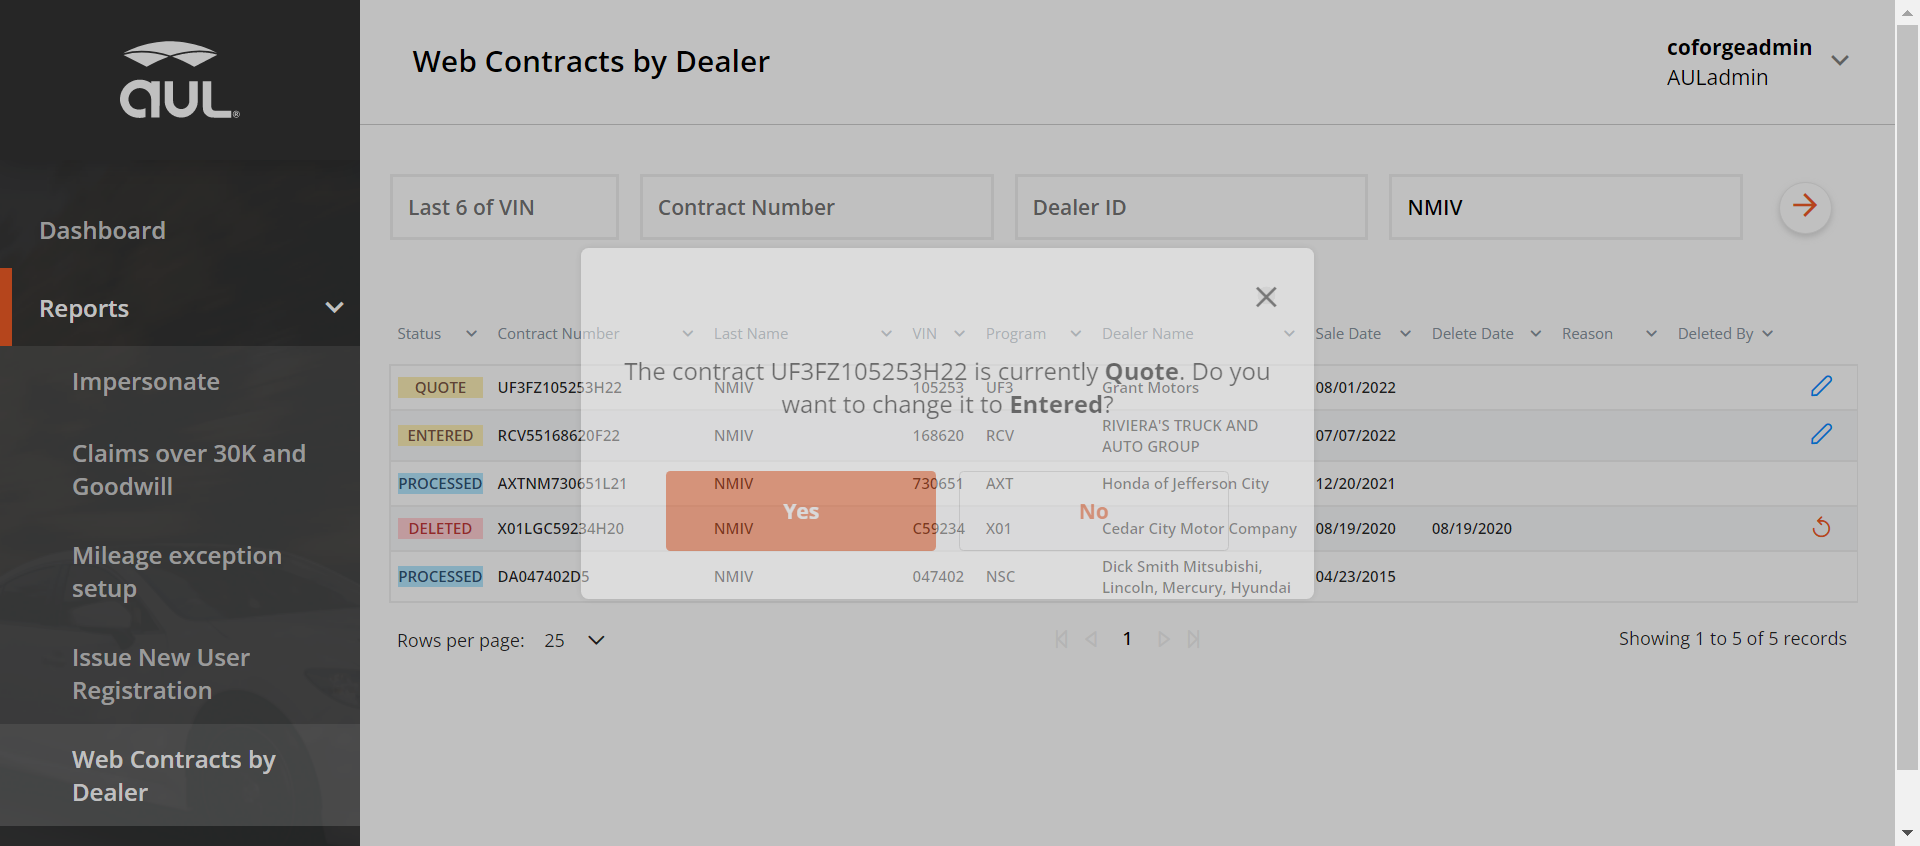 aUL®
Dashboard
Reports
Impersonate
Claims over 30K and
Goodwill
Mileage exception
setup
Issue New User
Registration
Web Contracts by
Dealer
Web Contracts by Dealer
coforgeadmin
AULadmin
Last 6 of VIN Contract Number Dealer ID NMIV
Status Contract Number Last Name VIN Program Dealer Name Sale Date Delete Date Reason Deleted By
QUOTE UF3FZ105253H22 NMIV 105253 UF3 Grant Motors 08/01/2022
ENTERED RCV55168620F22 NMIV 168620 RCV RIVIERA'S TRUCK AND
AUTO GROUP 07/07/2022
PROCESSED AXTNM730651L21 NMIV 730651 AXT Honda of Jefferson City 12/20/2021
DELETED X01LGC59234H20 NMIV C59234 X01 Cedar City Motor Company 08/19/2020 08/19/2020
PROCESSED DA047402D5 NMIV 047402 NSC Dick Smith Mitsubishi,
Lincoln, Mercury, Hyundai 04/23/2015
The contract UF3FZ105253H22 is currently Quote. Do you
want to change it to Entered?
Yes No
Rows per page: 25 1 Showing 1 to 5 of 5 records